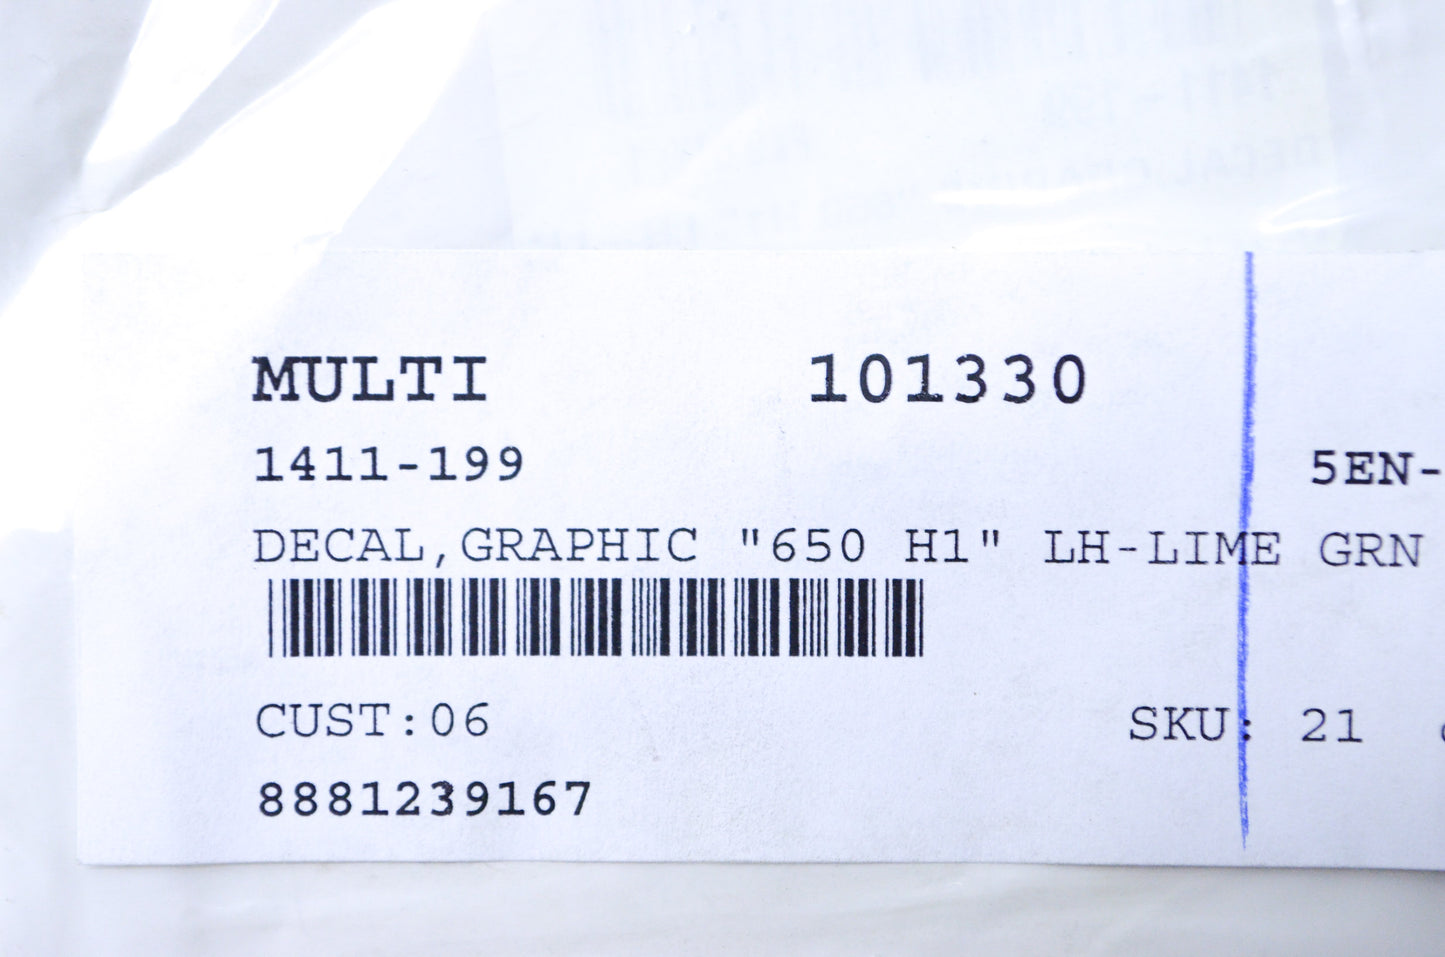 MULTI 101330
1411-199 5EN-
DECAL,GRAPHIC "650 H1" LH-LIME GRN
CUST:06 SKU: 21
8881239167